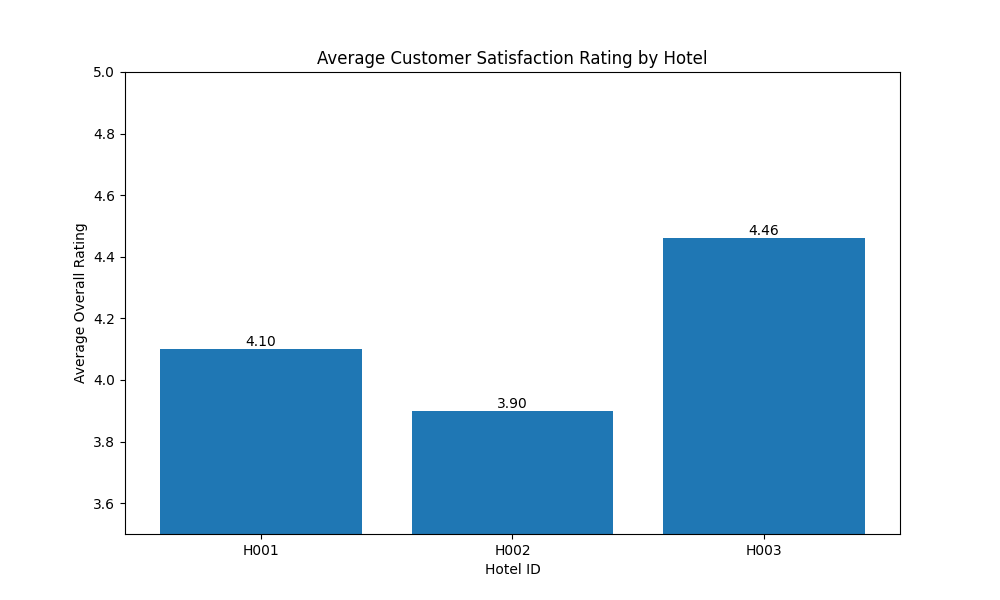 Average Customer Satisfaction Rating by Hotel
Average Overall Rating
5.0
4.8
4.6
4.4
4.2
4.0
3.8
3.6
4.10
3.90
4.46
H001 H002 H003
Hotel ID